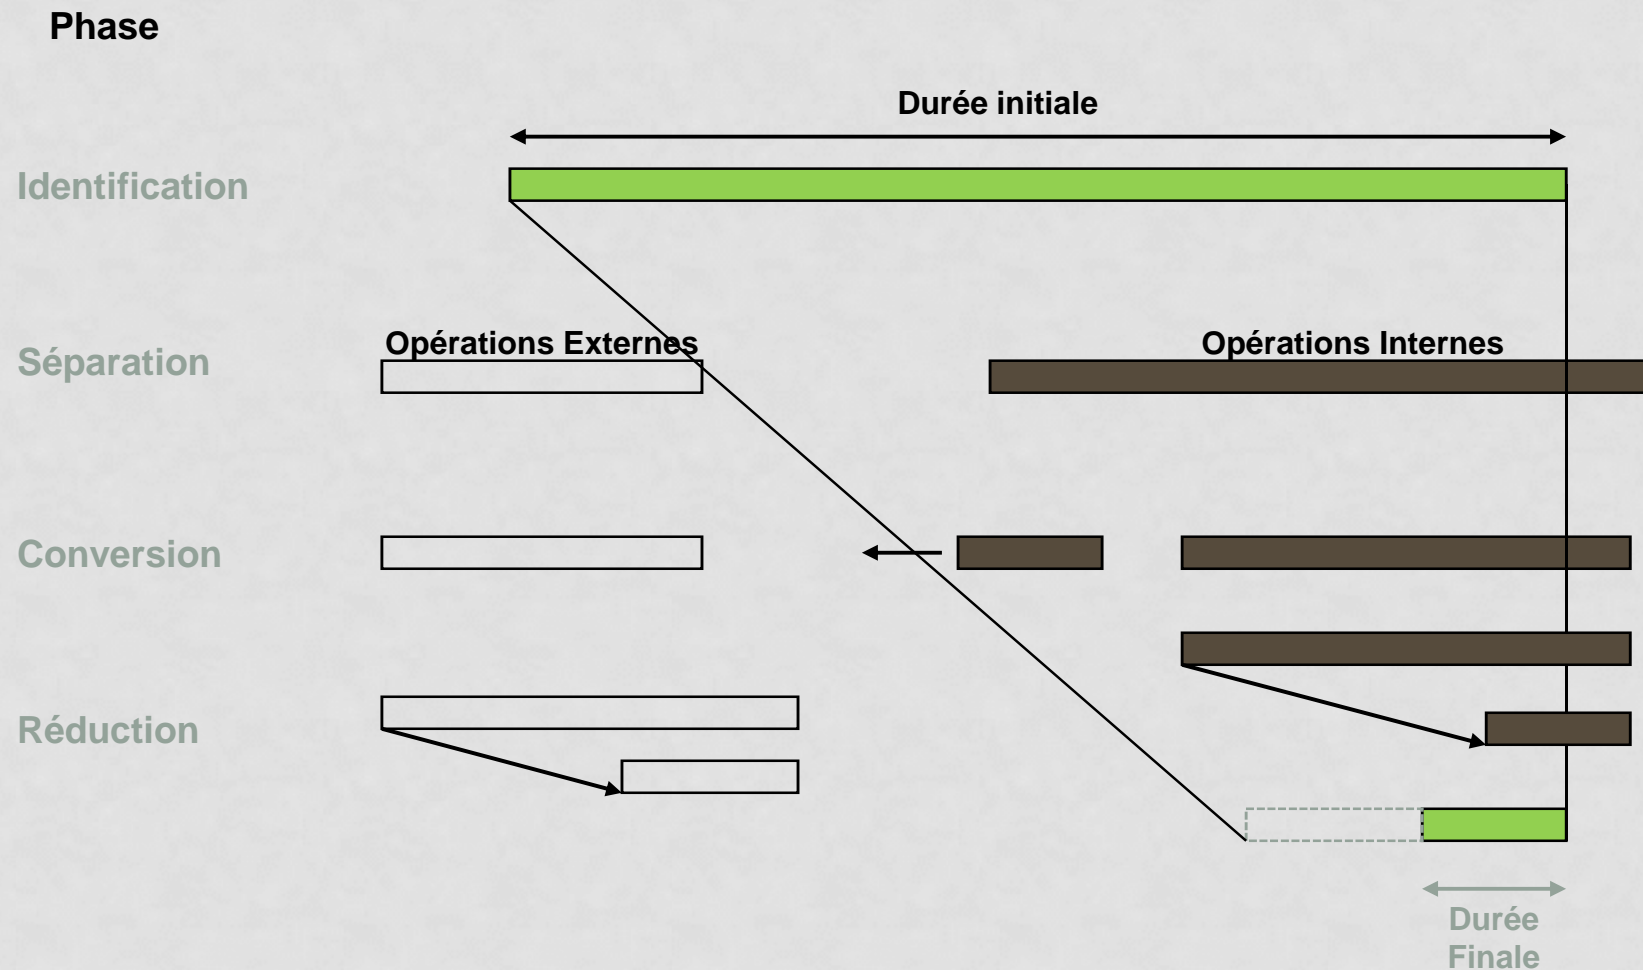 Phase
Durée initiale
Identification
Opérations Externes
Opérations Internes
Séparation
Conversion
Réduction
Durée
Finale